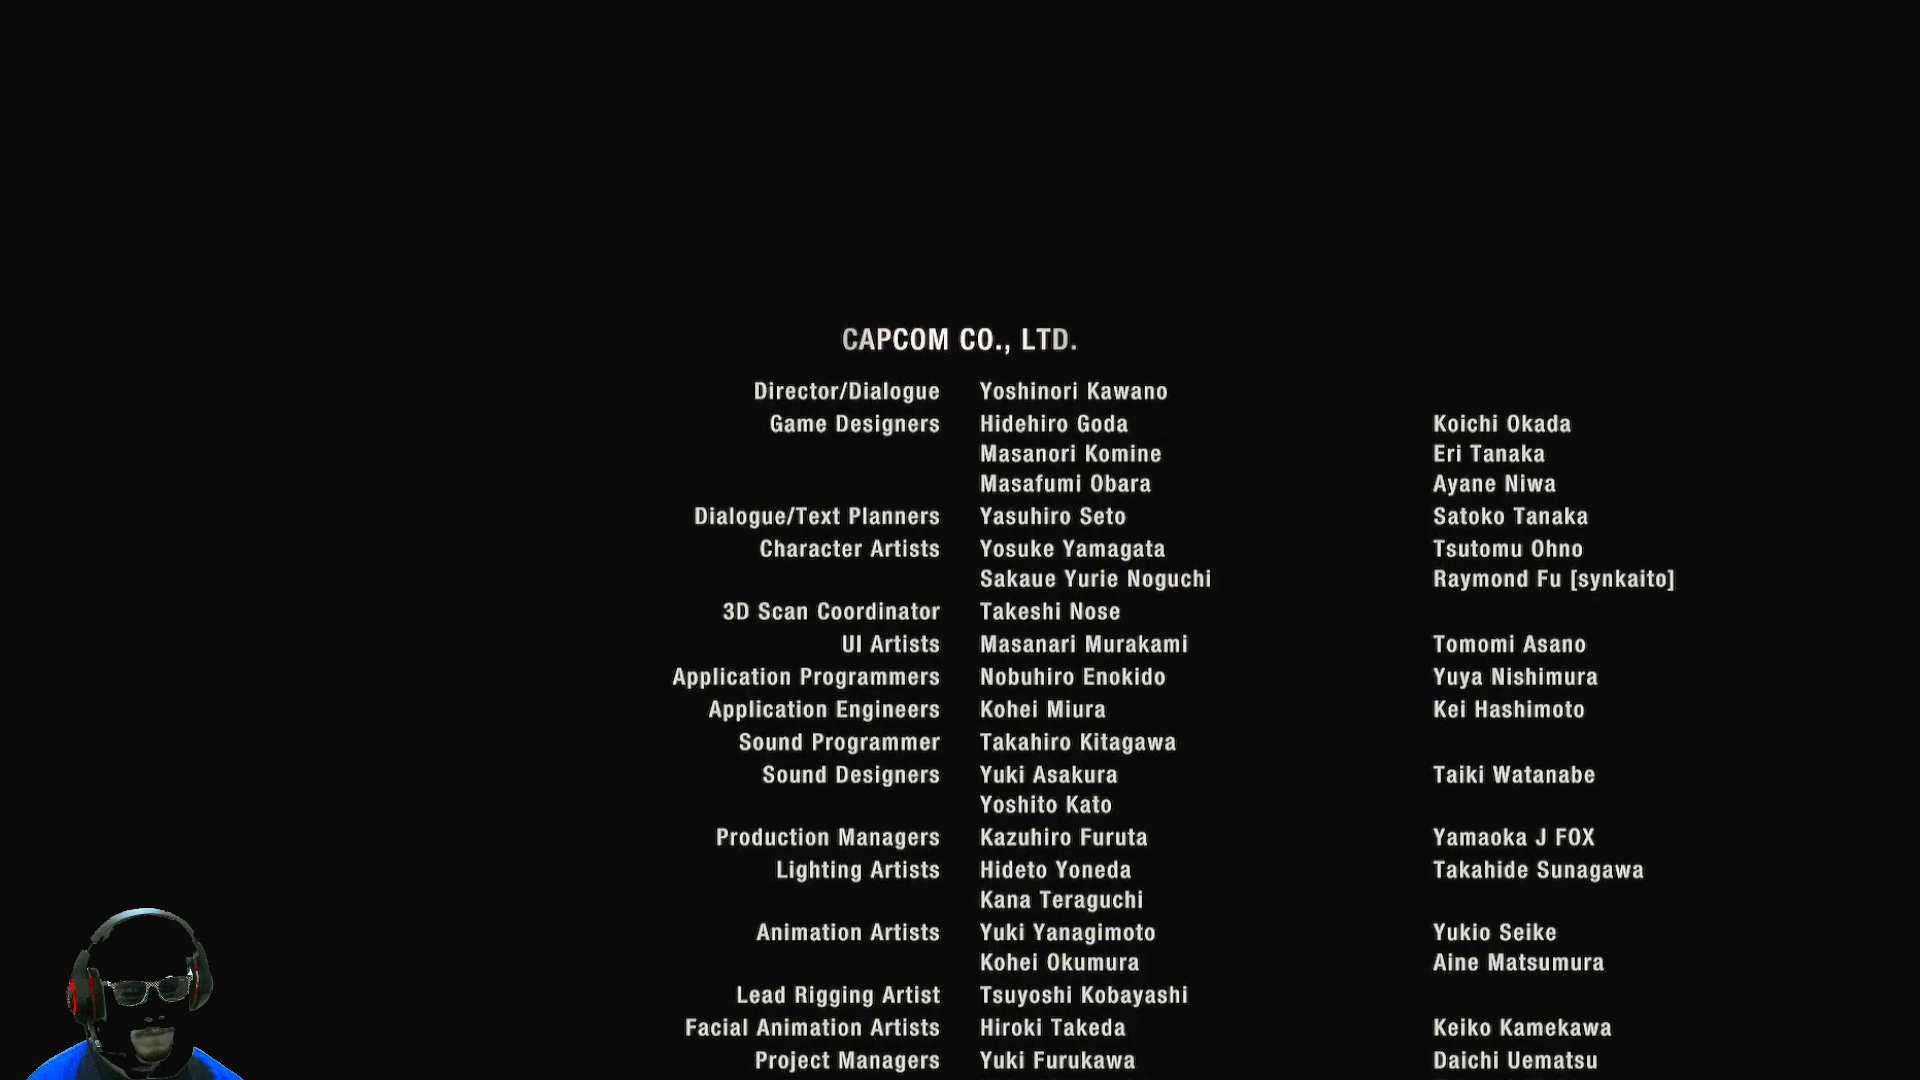 CAPCOM CO., LTD.
Director/Dialogue Yoshinori Kawano
Game Designers Hidehiro Goda Koichi Okada
Masanori Komine Eri Tanaka
Masafumi Obara Ayane Niwa
Dialogue/Text Planners Yasuhiro Seto Satoko Tanaka
Character Artists Yosuke Yamagata Tsutomu Ohno
Sakaue Yurie Noguchi Raymond Fu [synkaito]
3D Scan Coordinator Takeshi Nose
UI Artists Masanari Murakami Tomomi Asano
Application Programmers Nobuhiro Enokido Yuya Nishimura
Application Engineers Kohei Miura Kei Hashimoto
Sound Programmer Takahiro Kitagawa
Sound Designers Yuki Asakura Taiki Watanabe
Yoshito Kato
Production Managers Kazuhiro Furuta Yamaoka J FOX
Lighting Artists Hideto Yoneda Takahide Sunagawa
Kana Teraguchi
Animation Artists Yuki Yanagimoto Yukio Seike
Kohei Okumura Aine Matsumura
Lead Rigging Artist Tsuyoshi Kobayashi
Facial Animation Artists Hiroki Takeda Keiko Kamekawa
Project Managers Yuki Furukawa Daichi Uematsu